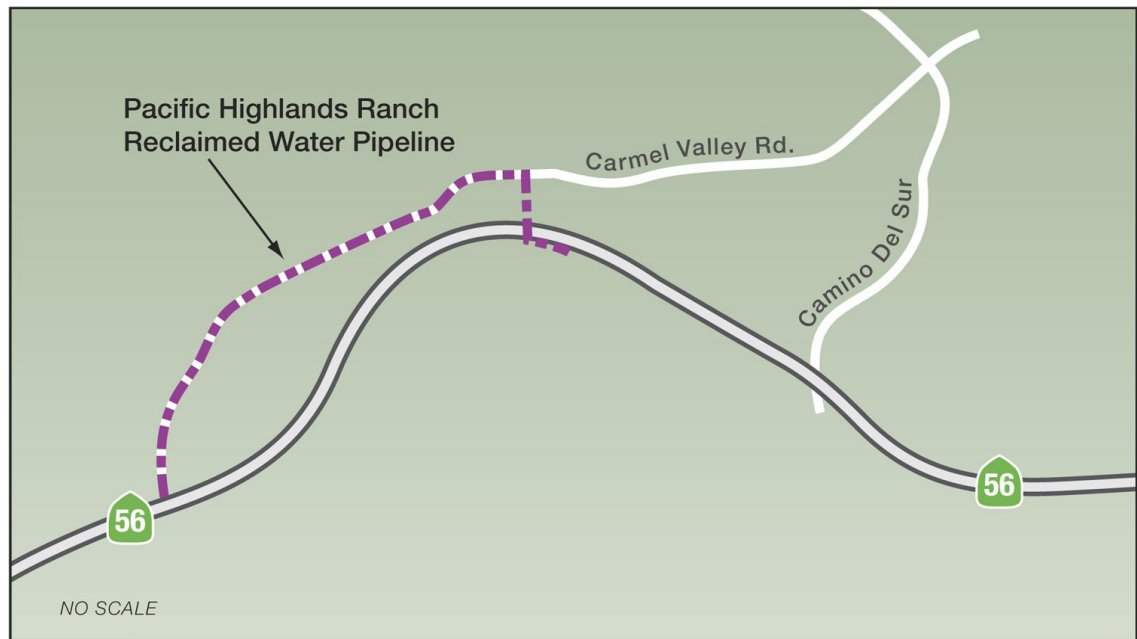 Pacific Highlands Ranch
Reclaimed Water Pipeline
Carmel Valley Rd.
Camino Del Sur
56
56
NO SCALE